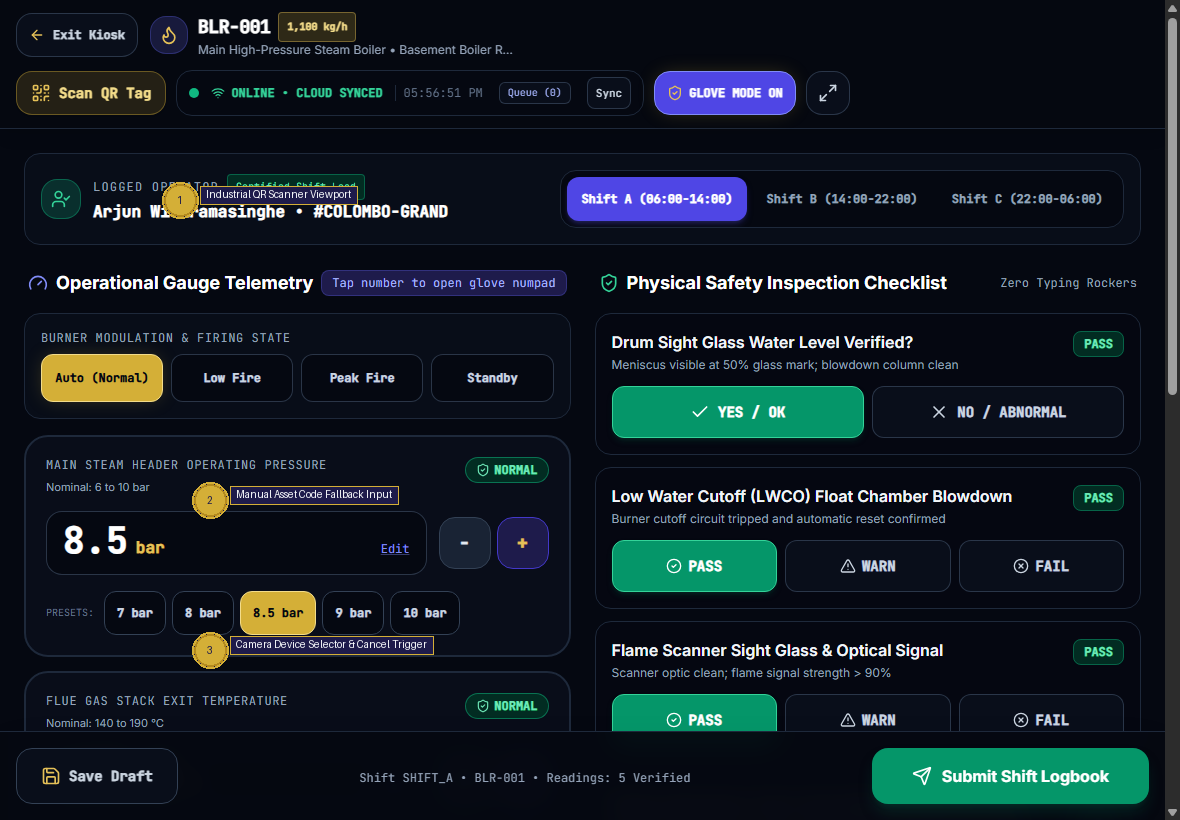 Exit Kiosk
BLR-001
1,100 kg/h
Main High-Pressure Steam Boiler • Basement Boiler R...
Scan QR Tag
ONLINE • CLOUD SYNCED
05:56:51 PM
Queue (0)
Sync
GLOVE MODE ON
LOGGED OPERATOR
Certified Shift Lead
1
Industrial QR Scanner Viewport
Arjun Wi ramasinghe • #COLOMBO-GRAND
Shift A (06:00-14:00)
Shift B (14:00-22:00)
Shift C (22:00-06:00)
Operational Gauge Telemetry
Tap number to open glove numpad
BURNER MODULATION & FIRING STATE
Auto (Normal)
Low Fire
Peak Fire
Standby
MAIN STEAM HEADER OPERATING PRESSURE
Nominal: 6 to 10 bar
NORMAL
2
Manual Asset Code Fallback Input
8.5 bar
Edit
-
+
PRESETS:
7 bar
8 bar
8.5 bar
9 bar
10 bar
3
Camera Device Selector & Cancel Trigger
FLUE GAS STACK EXIT TEMPERATURE
Nominal: 140 to 190 °C
NORMAL
Physical Safety Inspection Checklist
Zero Typing Rockers
Drum Sight Glass Water Level Verified?
Meniscus visible at 50% glass mark; blowdown column clean
PASS
YES / OK
NO / ABNORMAL
Low Water Cutoff (LWCO) Float Chamber Blowdown
Burner cutoff circuit tripped and automatic reset confirmed
PASS
PASS
WARN
FAIL
Flame Scanner Sight Glass & Optical Signal
Scanner optic clean; flame signal strength > 90%
PASS
PASS
WARN
FAIL
Save Draft
Shift SHIFT_A • BLR-001 • Readings: 5 Verified
Submit Shift Logbook